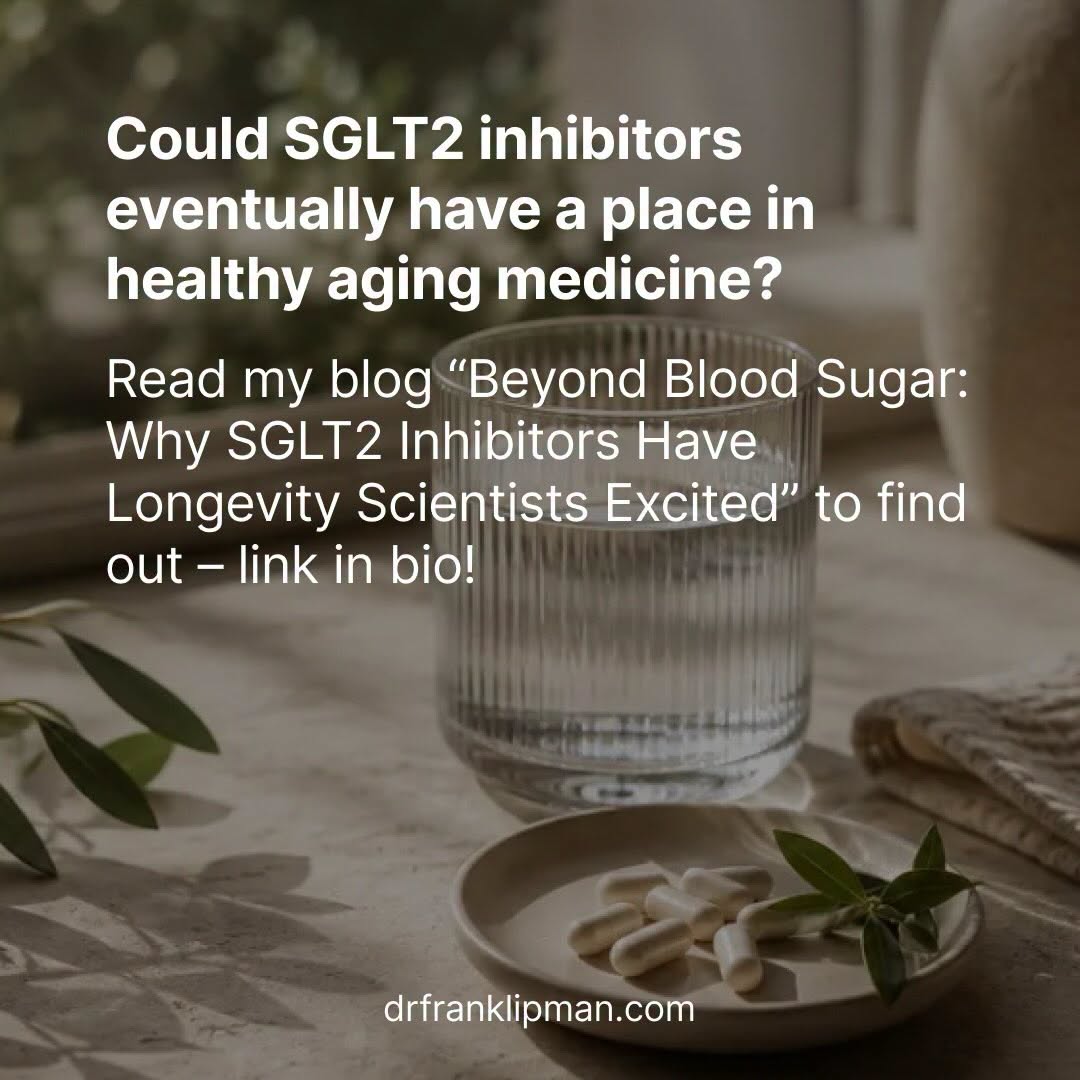 Could SGLT2 inhibitors
eventually have a place in
healthy aging medicine?
Read my blog “Beyond Blood Sugar:
Why SGLT2 Inhibitors Have
Longevity Scientists Excited” to find
out – link in bio!
drfranklipman.com